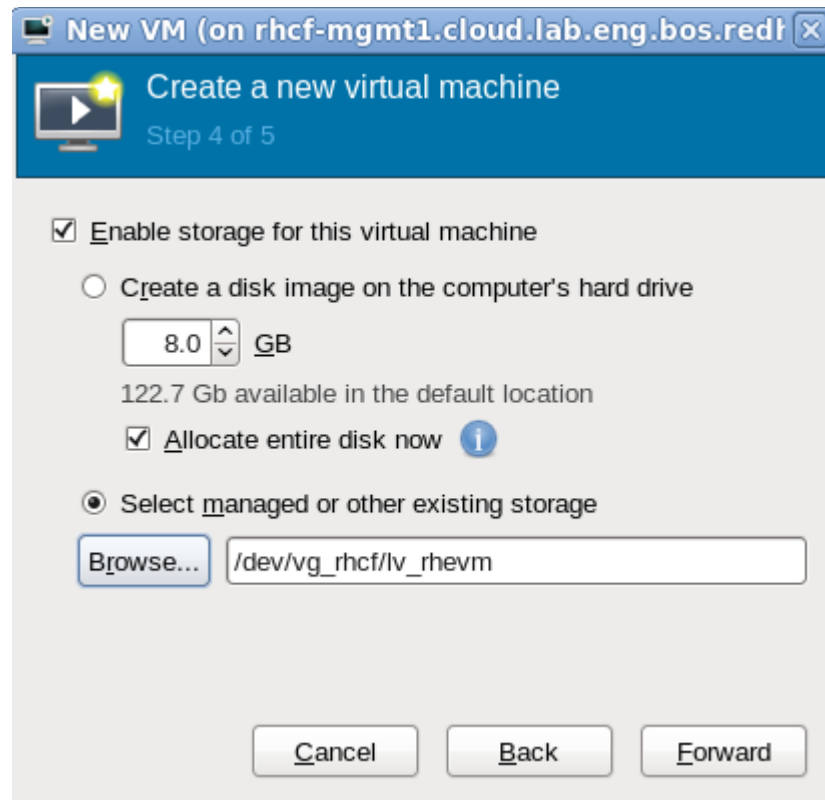 New VM (on rhcf-mgmt1.cloud.lab.eng.bos.redh
Create a new virtual machine
Step 4 of 5
Enable storage for this virtual machine
Create a disk image on the computer's hard drive
8.0 GB
122.7 Gb available in the default location
Allocate entire disk now
Select managed or other existing storage
Browse... /dev/vg_rhcf/lv_rhevm
Cancel Back Forward